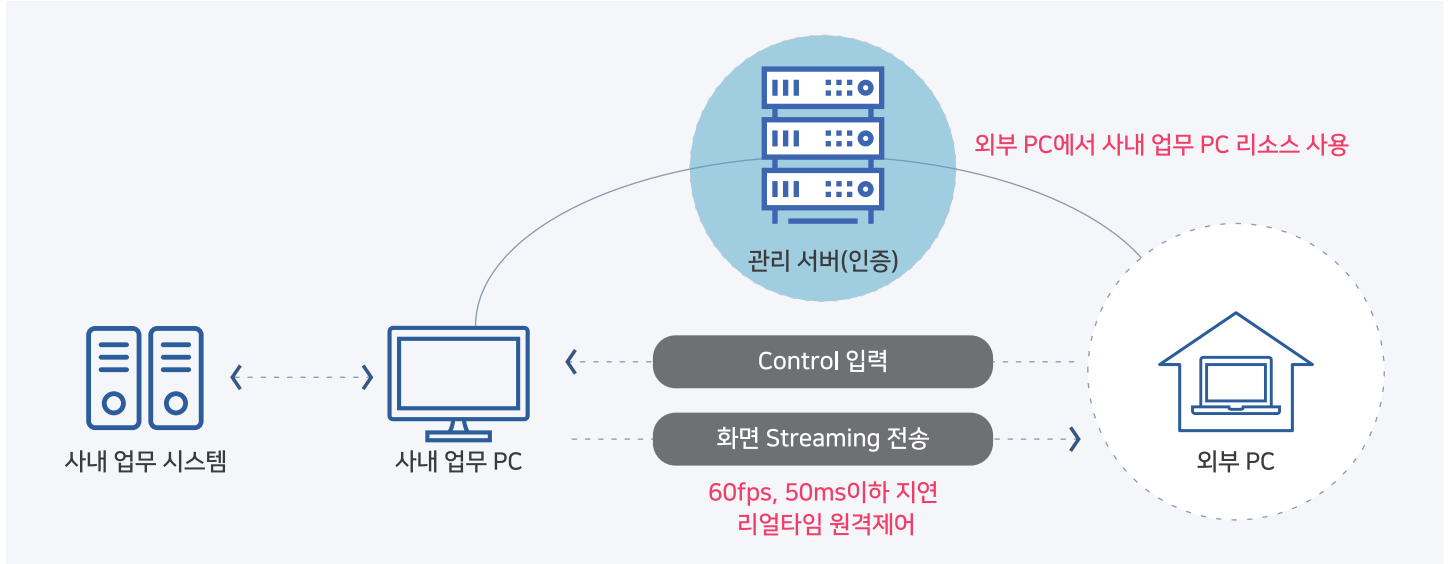 외부 PC에서 사내 업무 PC 리소스 사용
관리 서버(인증)
Control 입력
화면 Streaming 전송
사내 업무 시스템
사내 업무 PC
외부 PC
60fps, 50ms이하 지연
리얼타임 원격제어